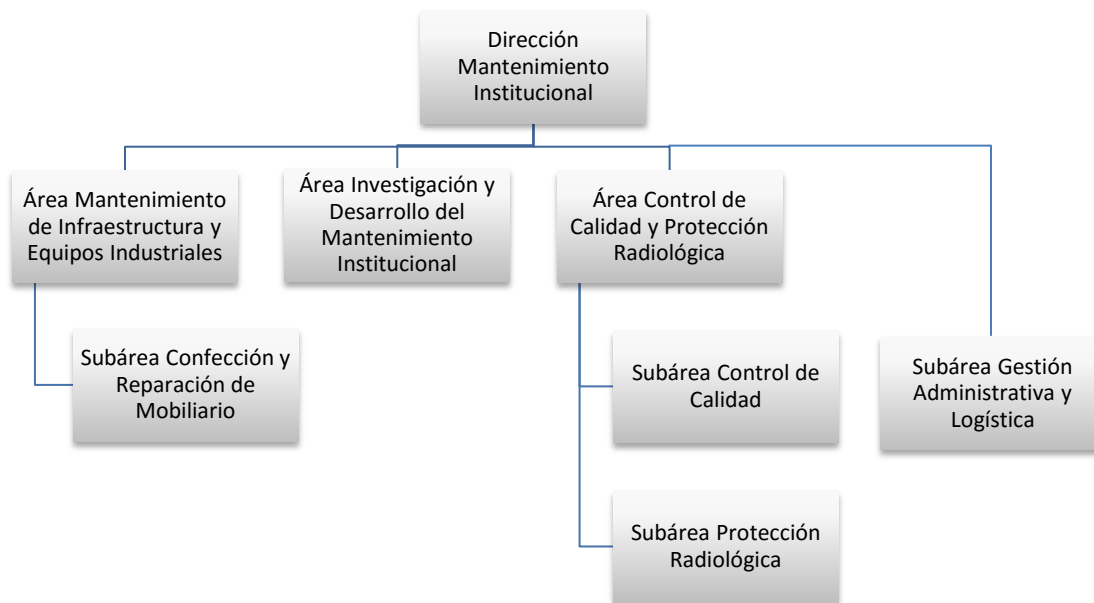 Dirección
Mantenimiento
Institucional
Área Mantenimiento
de Infraestructura y
Equipos Industriales
Área Investigación y
Desarrollo del
Mantenimiento
Institucional
Área Control de
Calidad y Protección
Radiológica
Subárea Confección y
Reparación de
Mobiliario
Subárea Control de
Calidad
Subárea Gestión
Administrativa y
Logística
Subárea Protección
Radiológica